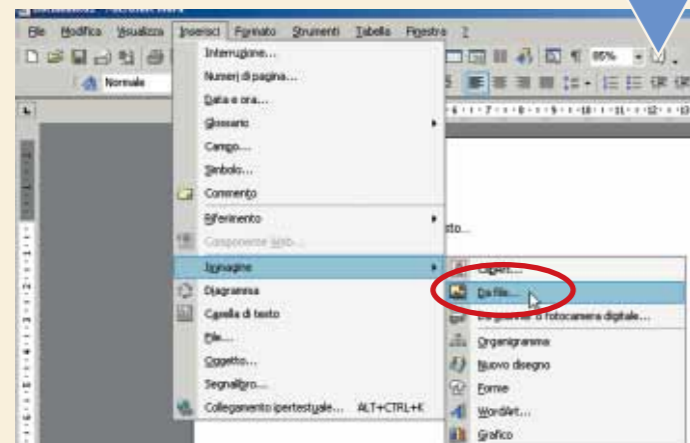 File Modifica Visualizza Inserisci Formato Strumenti Tabella Finestra ?
85%
Normale
Interruzione...
Numeri di pagina...
Data e ora...
Glossario
Campo...
Simbolo...
Commento
Riferimento
Componente Web...
Immagine
Diagramma
Casella di testo
File...
Oggetto...
Segnalibro...
Collegamento ipertestuale... ALT+CTRL+K
sto...
ClipArt...
Da file...
Da scanner o fotocamera digitale...
Organigramma
Nuovo disegno
Forme
WordArt...
Grafico